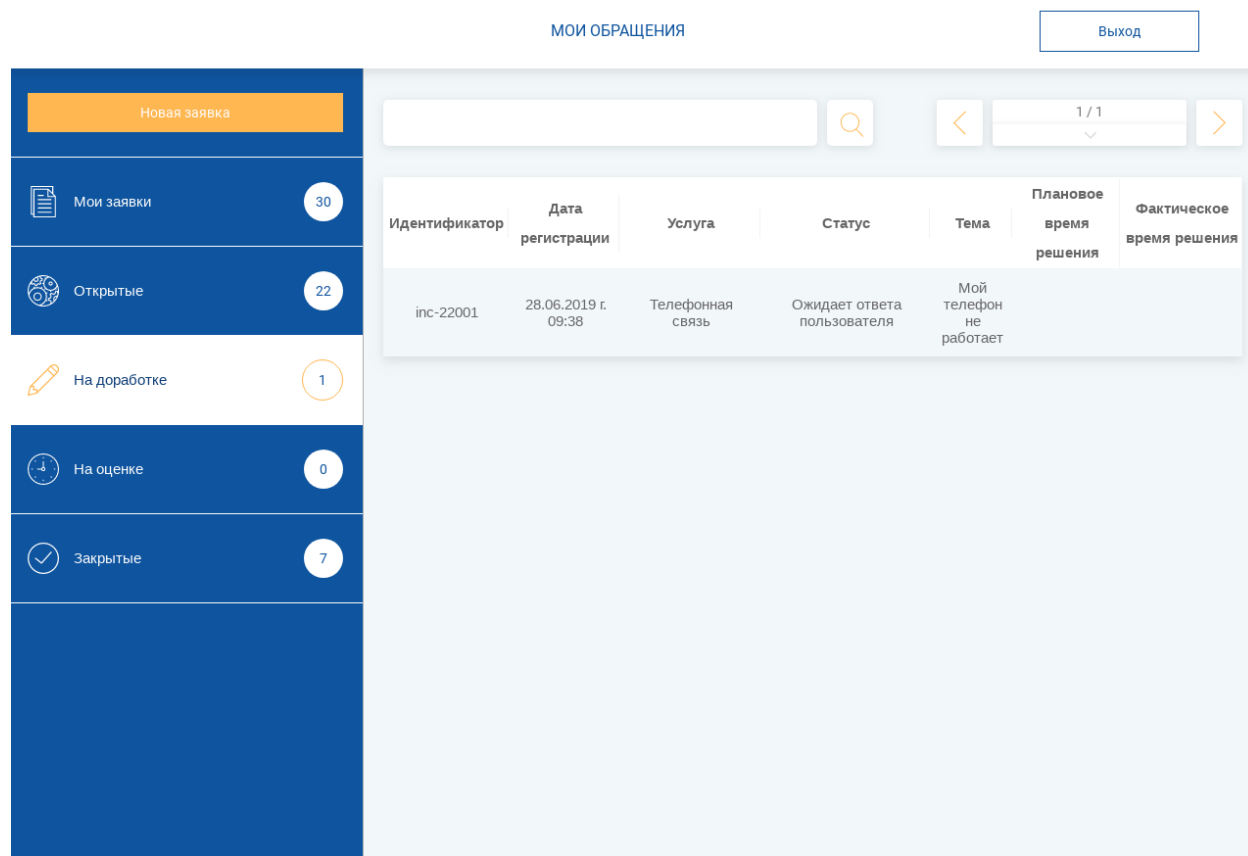 МОИ ОБРАЩЕНИЯ
Выход
Новая заявка
Мои заявки 30
Открытые 22
На доработке 1
На оценке 0
Закрытые 7
1 / 1
Идентификатор
Дата
регистрации
Услуга
Статус
Тема
Плановое
время
решения
Фактическое
время решения
inc-22001
28.06.2019 г.
09:38
Телефонная
связь
Ожидает ответа
пользователя
Мой
телефон
не
работает